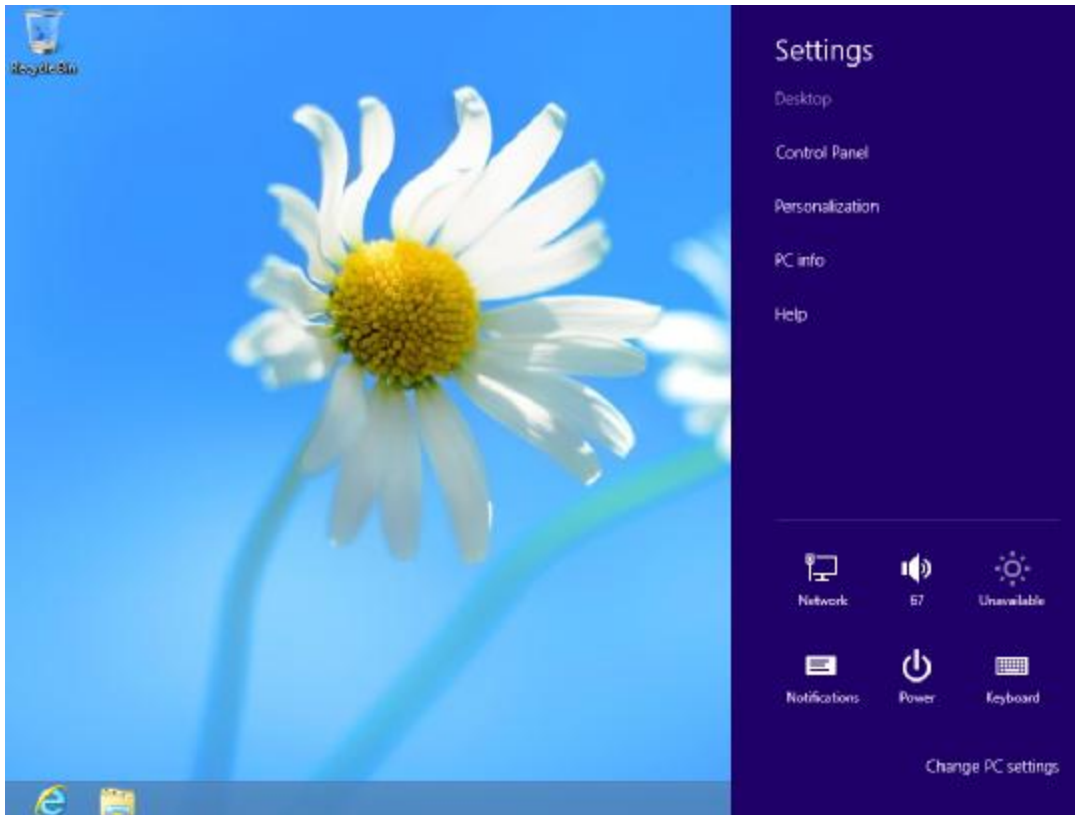 Recycle Bin
Settings
Desktop
Control Panel
Personalization
PC info
Help
Network
67
Unavailable
Notifications
Power
Keyboard
Change PC settings